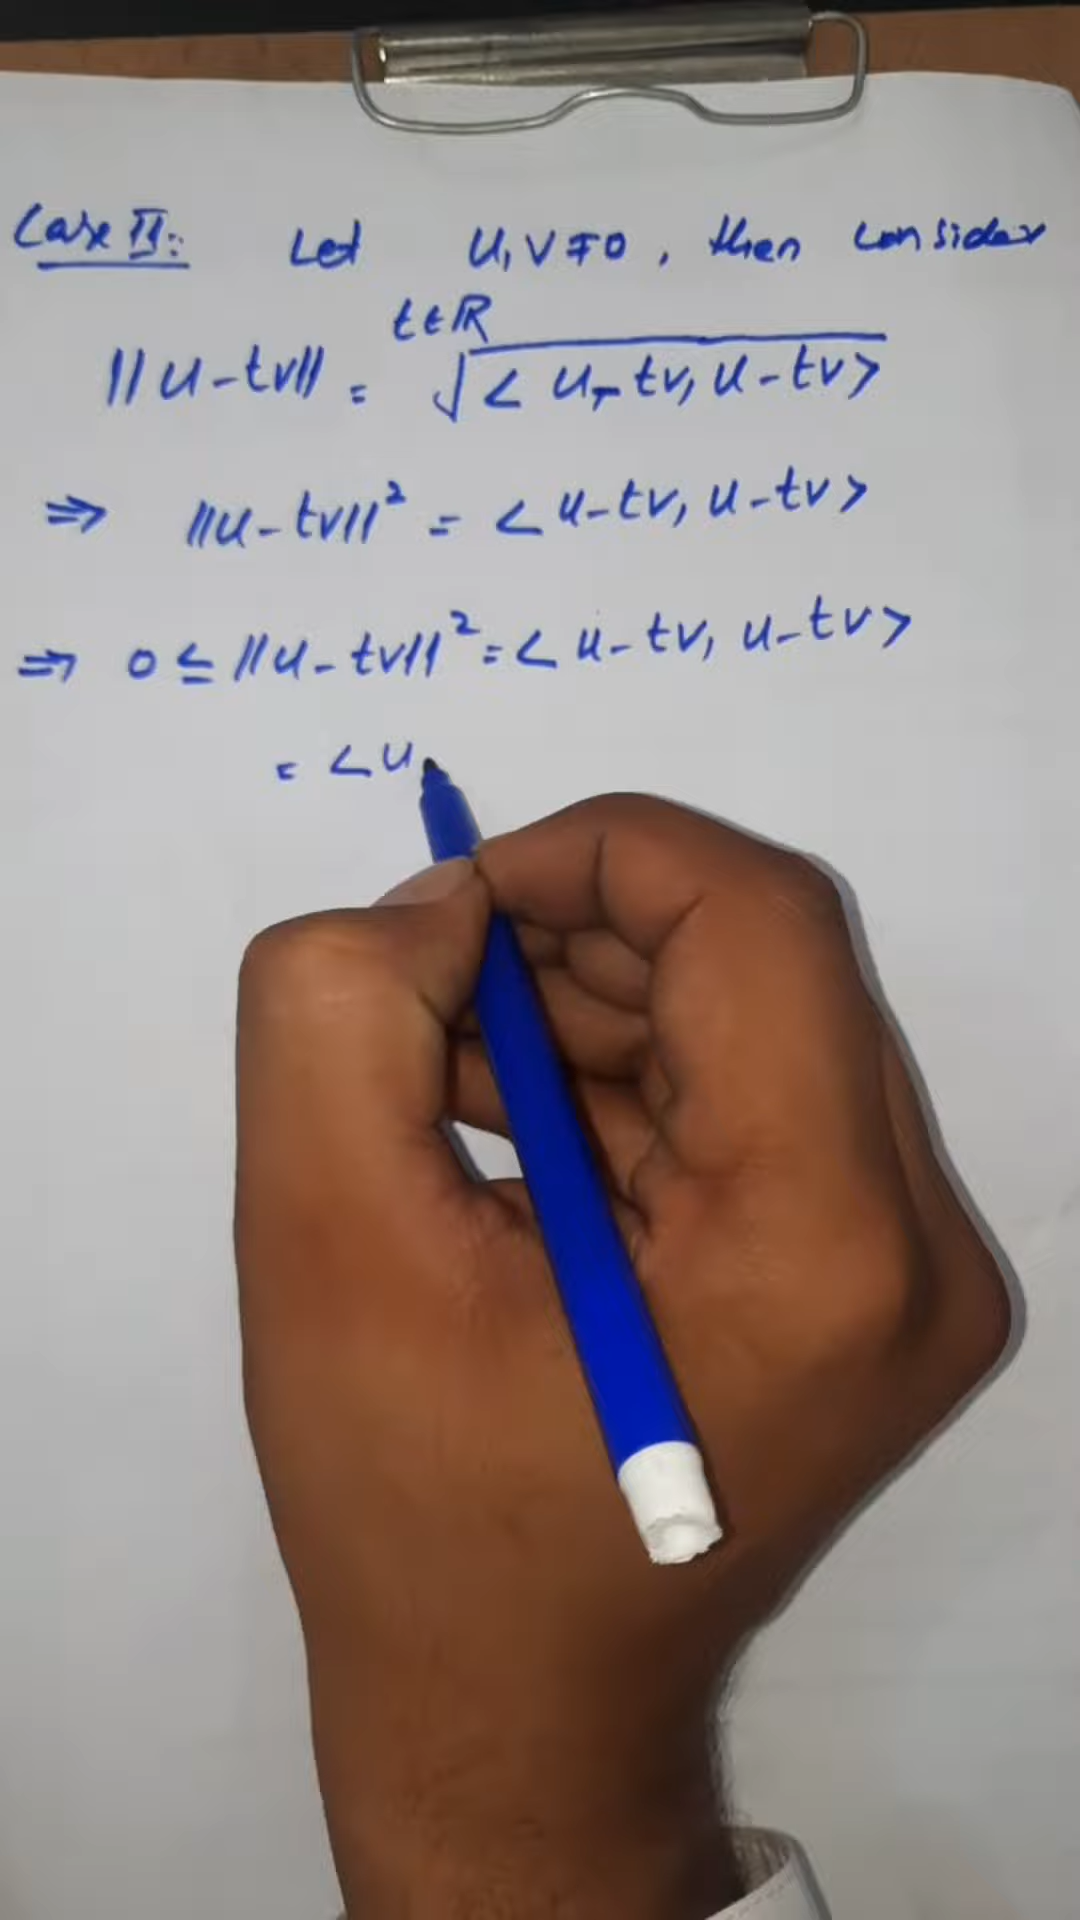 Case II: Let u, v ≠ 0, then consider
t ∈ ℝ
||u - tv|| = √< u - tv, u - tv >
⇒ ||u - tv||² = < u - tv, u - tv >
⇒ 0 ≤ ||u - tv||² = < u - tv, u - tv >
= < u